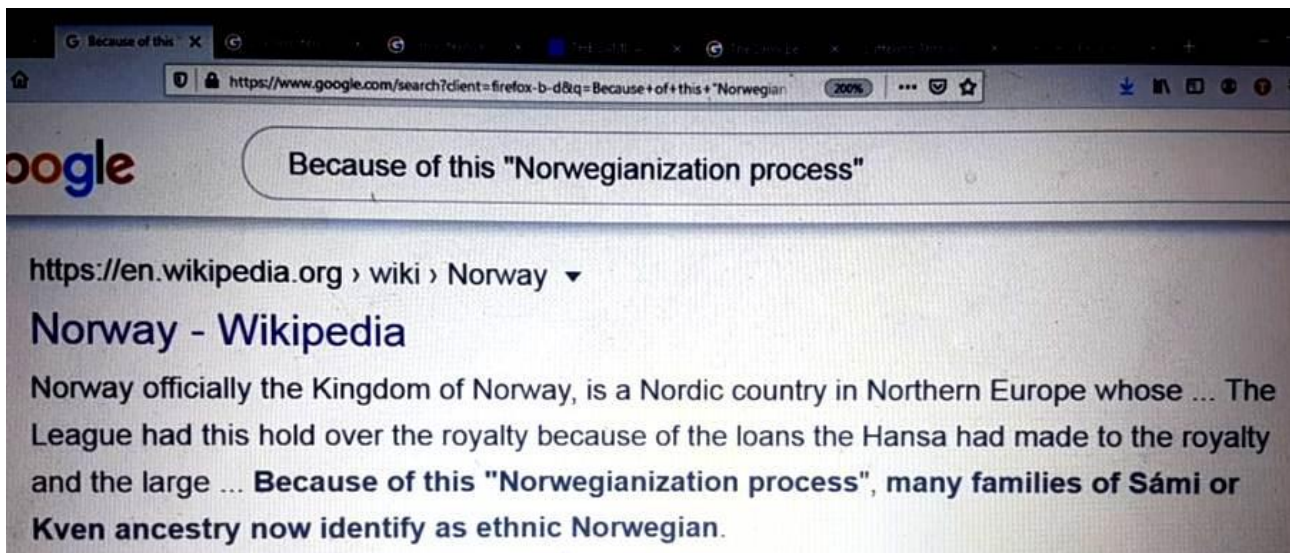 Because of this "
https://www.google.com/search?client=firefox-b-d&q=Because+of+this+"Norwegian
200%
oogle
Because of this "Norwegianization process"
https://en.wikipedia.org › wiki › Norway
Norway - Wikipedia
Norway officially the Kingdom of Norway, is a Nordic country in Northern Europe whose ... The
League had this hold over the royalty because of the loans the Hansa had made to the royalty
and the large ... Because of this "Norwegianization process", many families of Sámi or
Kven ancestry now identify as ethnic Norwegian.